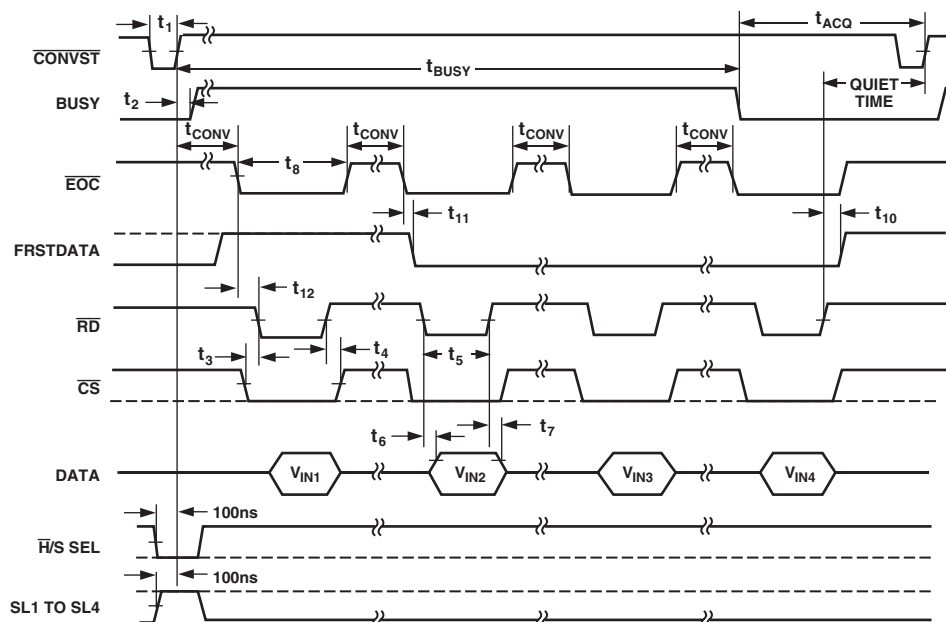 t1
tACQ
CONVST
tBUSY
t2
QUIET
TIME
BUSY
tCONV
tCONV
tCONV
tCONV
t8
EOC
t11
t10
FRSTDATA
t12
RD
t3
t4
t5
CS
t6
t7
DATA
VIN1
VIN2
VIN3
VIN4
100ns
H/S SEL
100ns
SL1 TO SL4